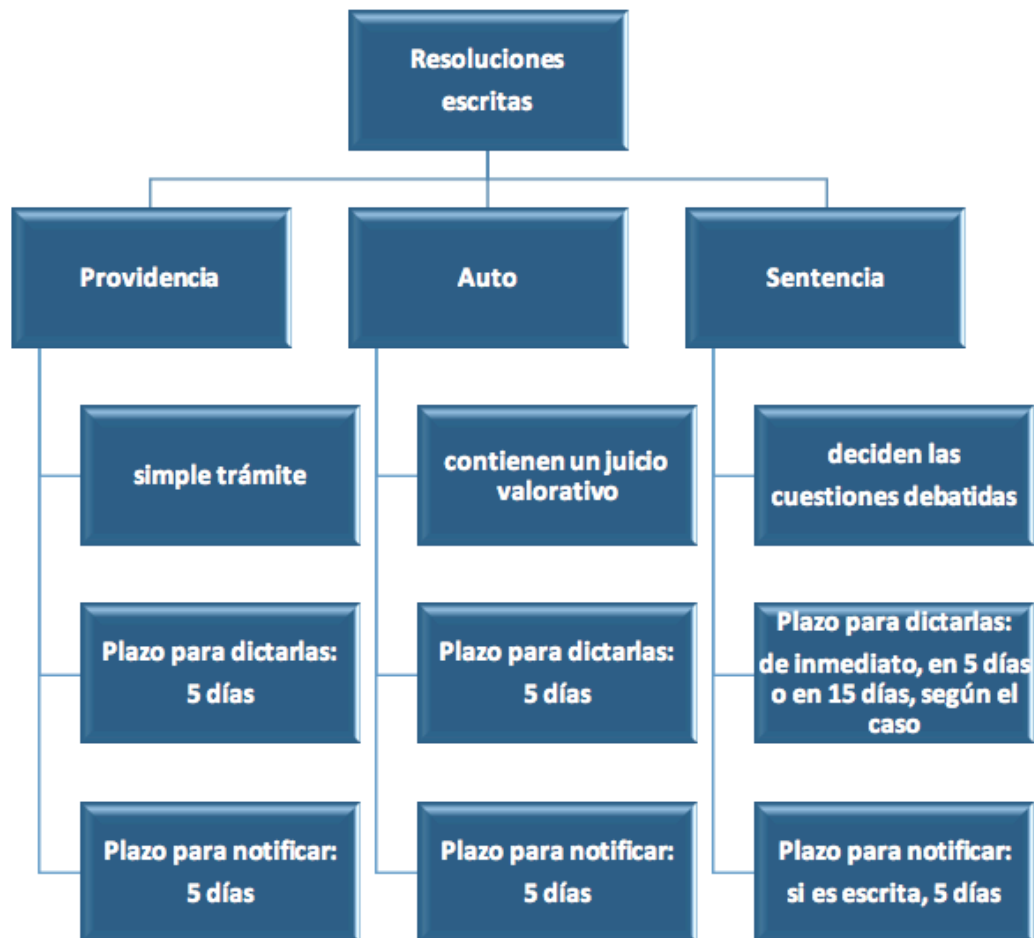 Resoluciones
escritas
Providencia
Auto
Sentencia
simple trámite
contienen un juicio
valorativo
deciden las
cuestiones debatidas
Plazo para dictarlas:
5 días
Plazo para dictarlas:
5 días
Plazo para dictarlas:
de inmediato, en 5 días
o en 15 días, según el
caso
Plazo para notificar:
5 días
Plazo para notificar:
5 días
Plazo para notificar:
si es escrita, 5 días